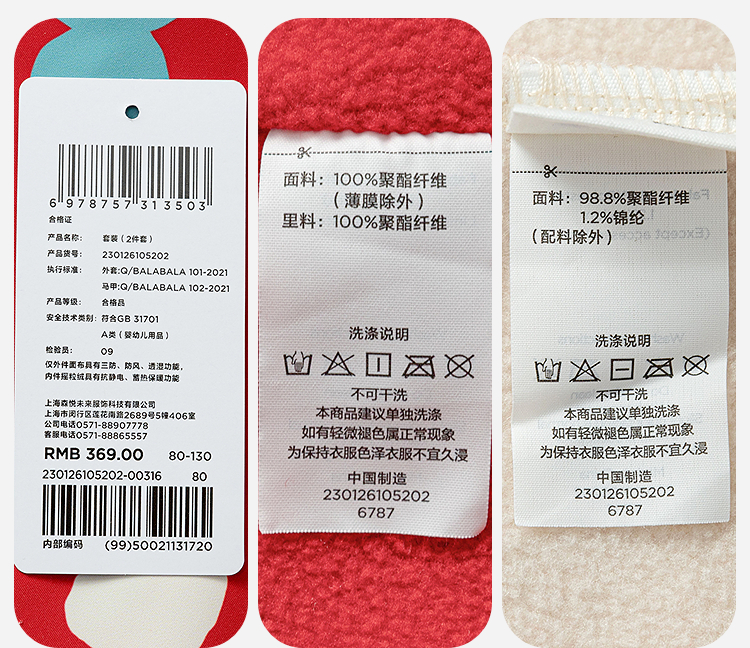 6 978757 313503
合格证
产品名称： 套装（2件套）
产品货号： 230126105202
执行标准： 外套:Q/BALABALA 101-2021
马甲:Q/BALABALA 102-2021
产品等级： 合格品
安全技术类别： 符合GB 31701
A类（婴幼儿用品）
检验员： 09
仅外件面布具有三防、防风、透湿功能，
内件摇粒绒具有抗静电、蓄热保暖功能
上海森悦未来服饰科技有限公司
上海市闵行区莲花南路2689号5幢406室
公司电话0571-88907778
客服电话0571-88865557
RMB 369.00 80-130
230126105202-00316 80
内部编码 (99)50021131720
面料：100%聚酯纤维
（薄膜除外）
里料：100%聚酯纤维
洗涤说明
不可干洗
本商品建议单独洗涤
如有轻微褪色属正常现象
为保持衣服色泽衣服不宜久浸
中国制造
230126105202
6787
面料：98.8%聚酯纤维
1.2%锦纶
（配料除外）
洗涤说明
不可干洗
本商品建议单独洗涤
如有轻微褪色属正常现象
为保持衣服色泽衣服不宜久浸
中国制造
230126105202
6787